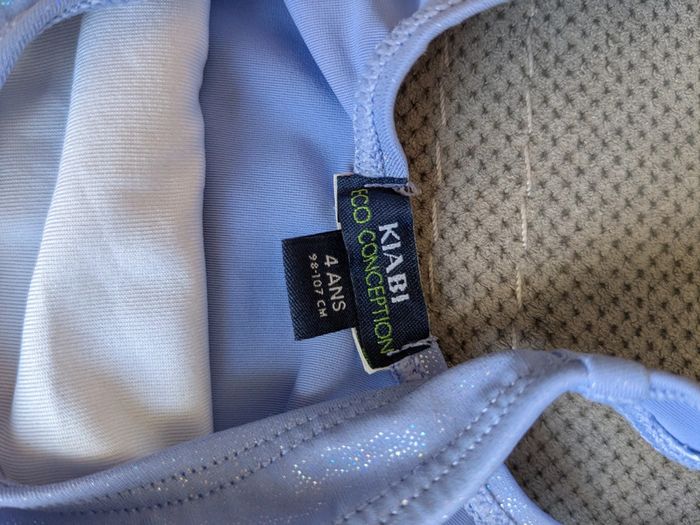 KIABI
ECO CONCEPTION
4 ANS
98-107 CM